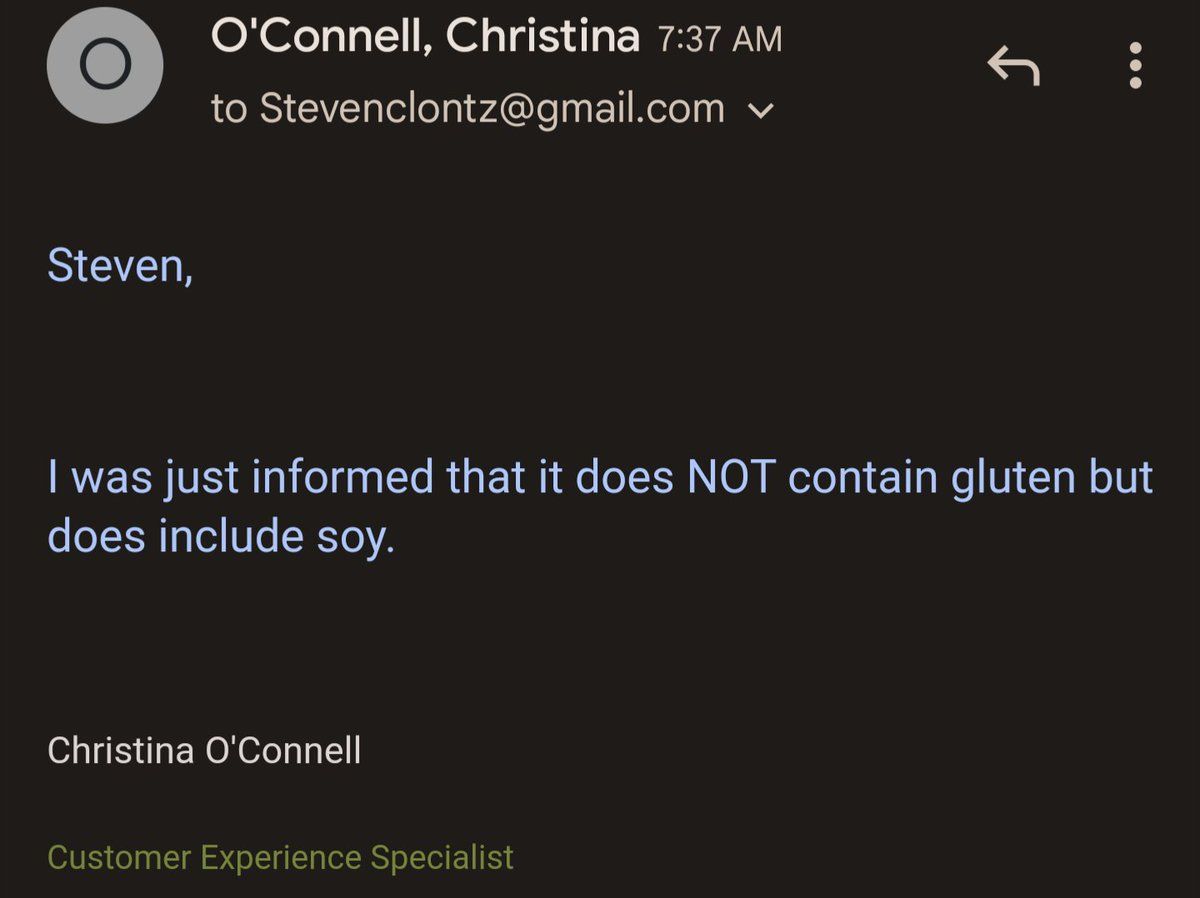 O
O'Connell, Christina 7:37 AM
to Stevenclontz@gmail.com
Steven,
I was just informed that it does NOT contain gluten but
does include soy.
Christina O'Connell
Customer Experience Specialist